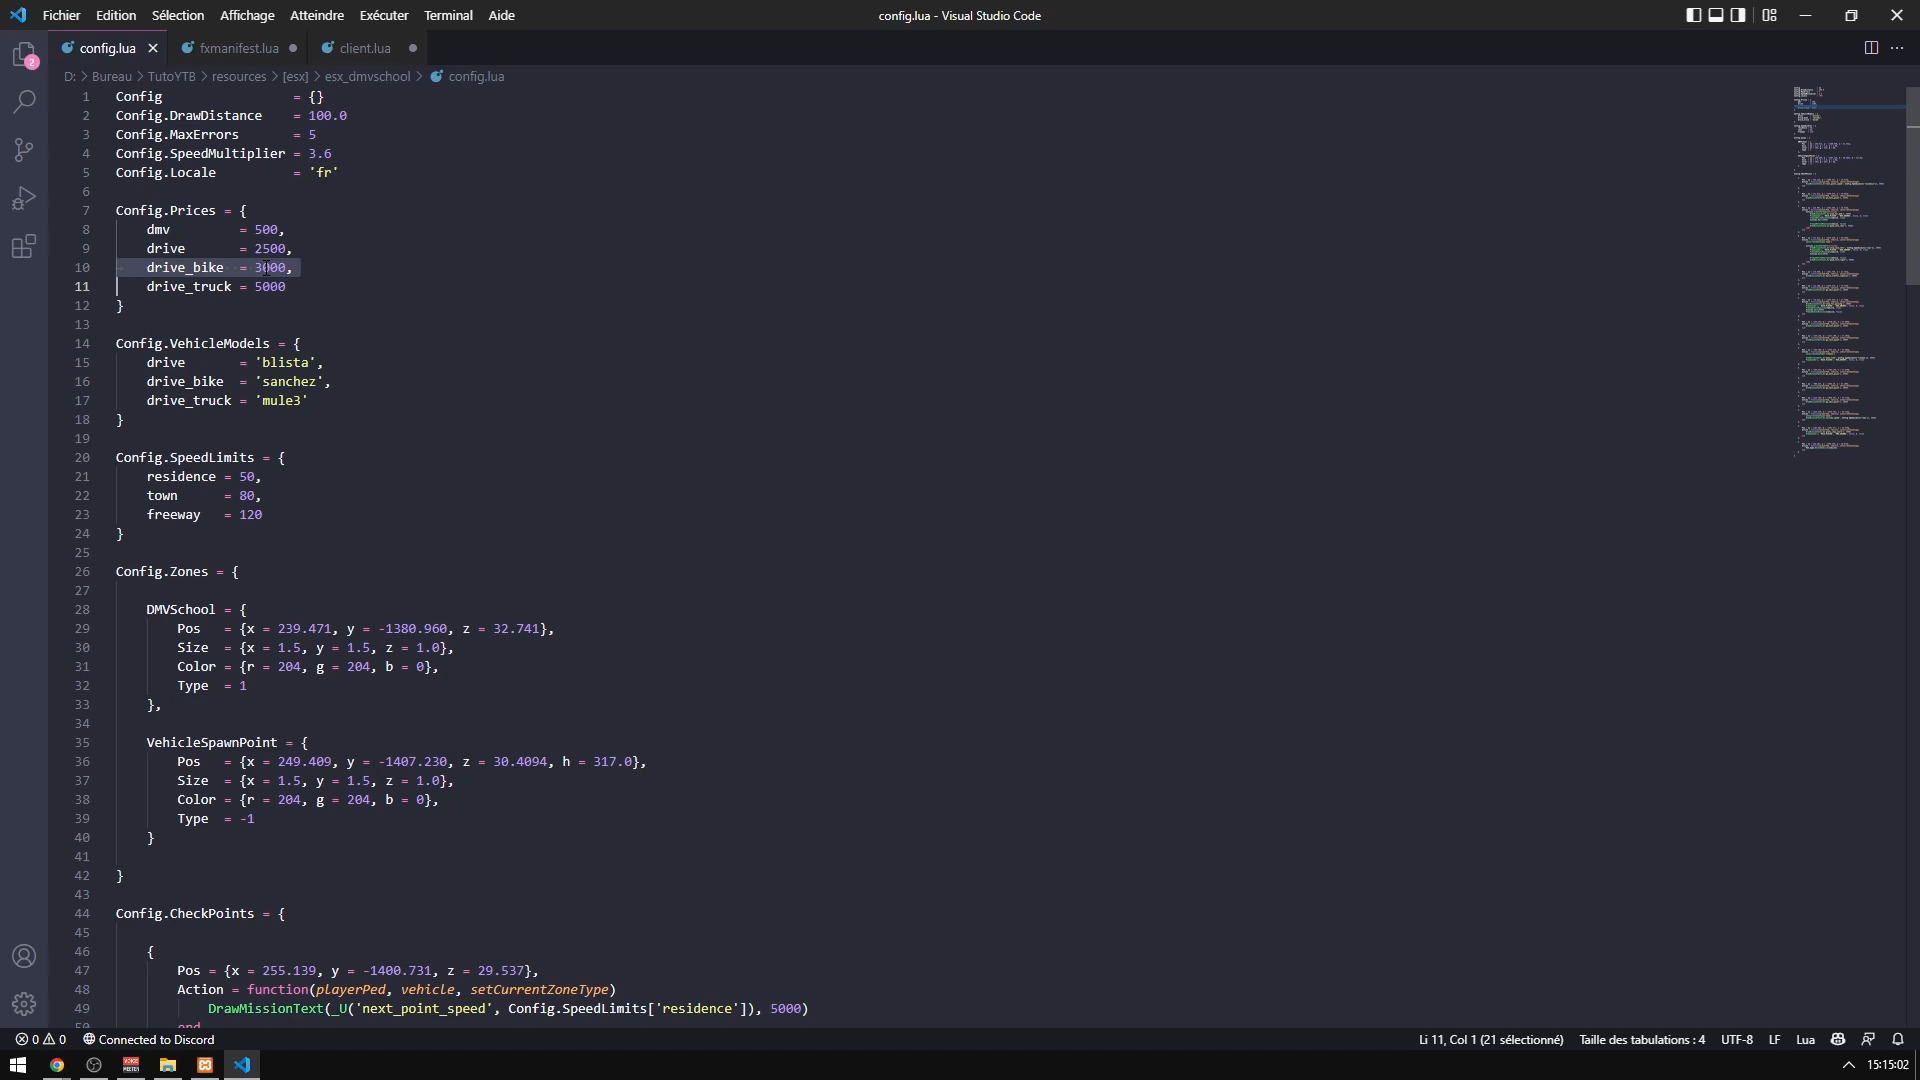 Fichier Edition Sélection Affichage Atteindre Exécuter Terminal Aide config.lua - Visual Studio Code
config.lua fxmanifest.lua client.lua
D: > Bureau > TutoYTB > resources > [esx] > esx_dmvschool > config.lua
1 Config = {}
2 Config.DrawDistance = 100.0
3 Config.MaxErrors = 5
4 Config.SpeedMultiplier = 3.6
5 Config.Locale = 'fr'
6
7 Config.Prices = {
8 dmv = 500,
9 drive = 2500,
10 drive_bike = 3000,
11 drive_truck = 5000
12 }
13
14 Config.VehicleModels = {
15 drive = 'blista',
16 drive_bike = 'sanchez',
17 drive_truck = 'mule3'
18 }
19
20 Config.SpeedLimits = {
21 residence = 50,
22 town = 80,
23 freeway = 120
24 }
25
26 Config.Zones = {
27
28 DMVSchool = {
29 Pos = {x = 239.471, y = -1380.960, z = 32.741},
30 Size = {x = 1.5, y = 1.5, z = 1.0},
31 Color = {r = 204, g = 204, b = 0},
32 Type = 1
33 },
34
35 VehicleSpawnPoint = {
36 Pos = {x = 249.409, y = -1407.230, z = 30.4094, h = 317.0},
37 Size = {x = 1.5, y = 1.5, z = 1.0},
38 Color = {r = 204, g = 204, b = 0},
39 Type = -1
40 }
41
42 }
43
44 Config.CheckPoints = {
45
46 {
47 Pos = {x = 255.139, y = -1400.731, z = 29.537},
48 Action = function(playerPed, vehicle, setCurrentZoneType)
49 DrawMissionText(_U('next_point_speed', Config.SpeedLimits['residence']), 5000)
50 end
2
0 0 Connected to Discord Li 11, Col 1 (21 sélectionné) Taille des tabulations : 4 UTF-8 LF Lua
15:15:02